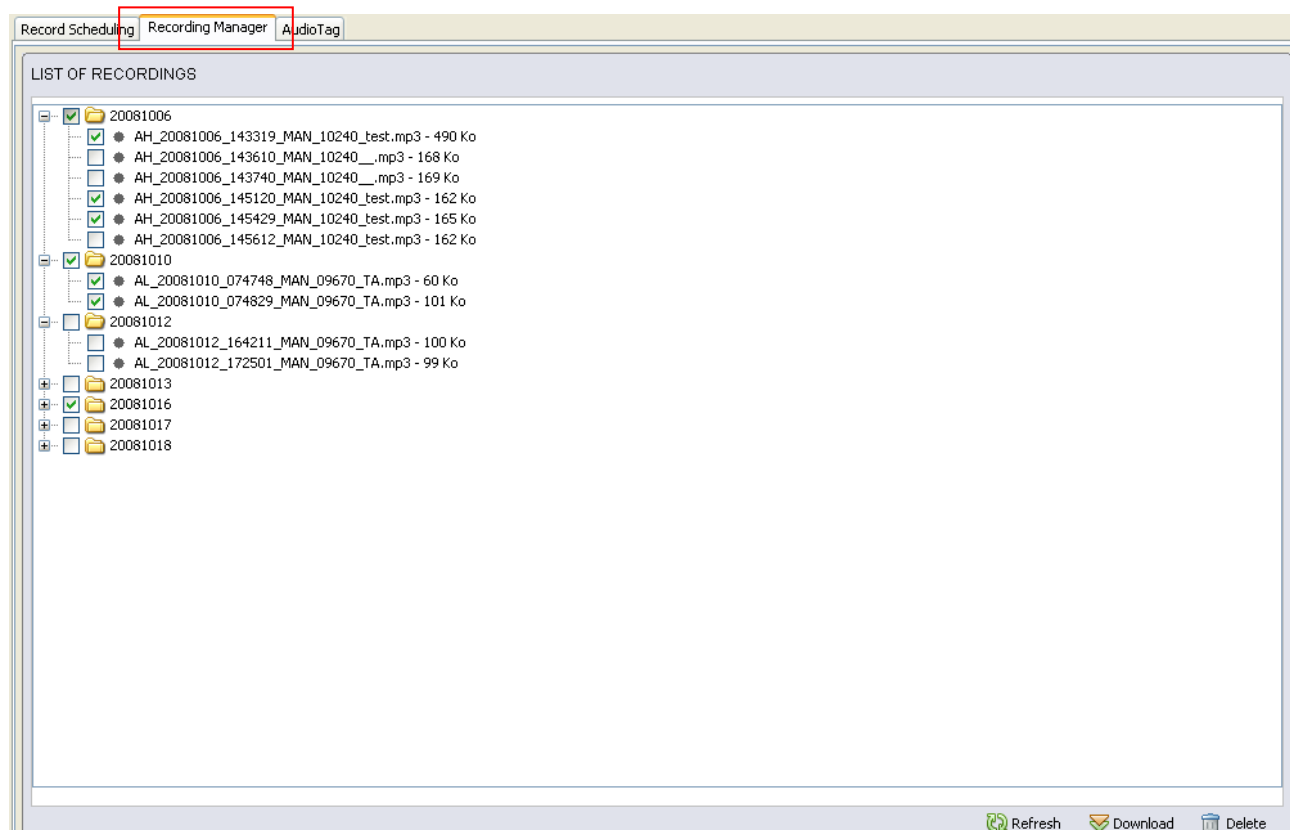 Record Scheduling Recording Manager AudioTag
LIST OF RECORDINGS
20081006
AH_20081006_143319_MAN_10240_test.mp3 - 490 Ko
AH_20081006_143610_MAN_10240__.mp3 - 168 Ko
AH_20081006_143740_MAN_10240__.mp3 - 169 Ko
AH_20081006_145120_MAN_10240_test.mp3 - 162 Ko
AH_20081006_145429_MAN_10240_test.mp3 - 165 Ko
AH_20081006_145612_MAN_10240_test.mp3 - 162 Ko
20081010
AL_20081010_074748_MAN_09670_TA.mp3 - 60 Ko
AL_20081010_074829_MAN_09670_TA.mp3 - 101 Ko
20081012
AL_20081012_164211_MAN_09670_TA.mp3 - 100 Ko
AL_20081012_172501_MAN_09670_TA.mp3 - 99 Ko
20081013
20081016
20081017
20081018
Refresh Download Delete